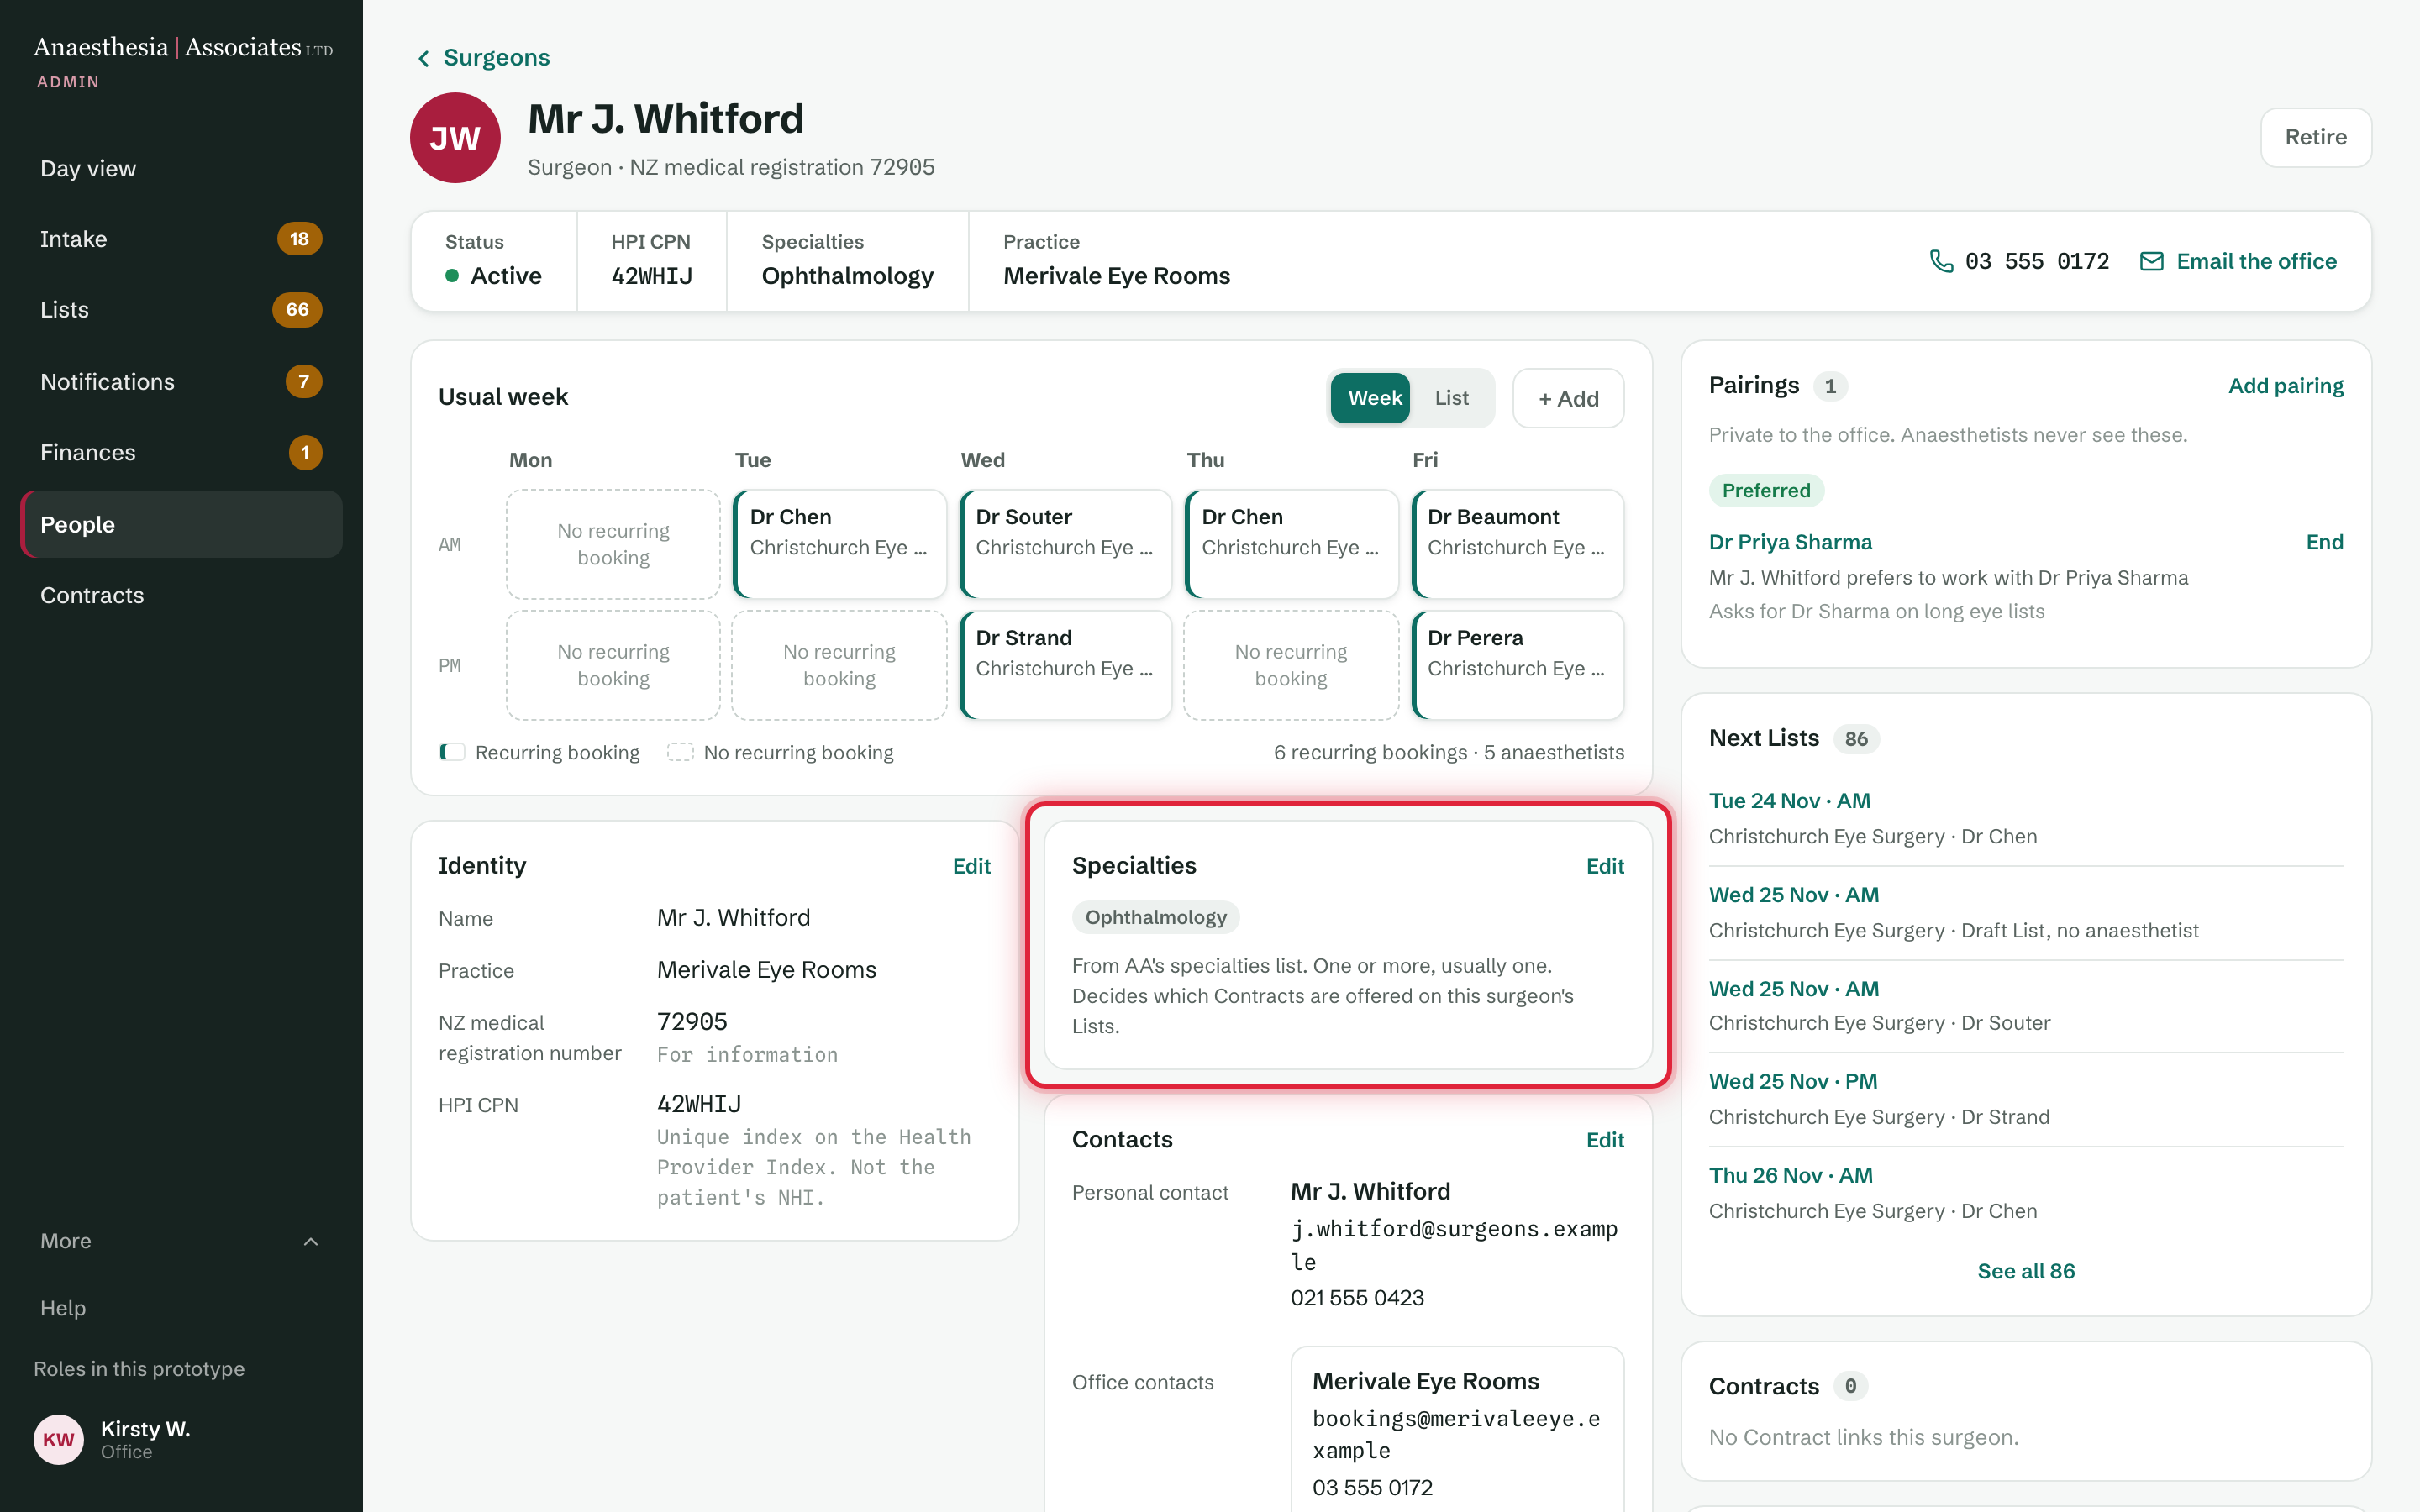 Anaesthesia | Associates LTD
ADMIN
Day view
Intake 18
Lists 66
Notifications 7
Finances 1
People
Contracts
More
Help
Roles in this prototype
KW
Kirsty W.
Office
Surgeons
JW
Mr J. Whitford
Surgeon · NZ medical registration 72905
Retire
Status
Active
HPI CPN
42WHIJ
Specialties
Ophthalmology
Practice
Merivale Eye Rooms
03 555 0172
Email the office
Usual week
Week
List
+ Add
Mon Tue Wed Thu Fri
AM
No recurring
booking
Dr Chen
Christchurch Eye ...
Dr Souter
Christchurch Eye ...
Dr Chen
Christchurch Eye ...
Dr Beaumont
Christchurch Eye ...
PM
No recurring
booking
No recurring
booking
Dr Strand
Christchurch Eye ...
No recurring
booking
Dr Perera
Christchurch Eye ...
Recurring booking
No recurring booking
6 recurring bookings · 5 anaesthetists
Identity
Edit
Name
Mr J. Whitford
Practice
Merivale Eye Rooms
NZ medical
registration number
72905
For information
HPI CPN
42WHIJ
Unique index on the Health
Provider Index. Not the
patient's NHI.
Specialties
Edit
Ophthalmology
From AA's specialties list. One or more, usually one.
Decides which Contracts are offered on this surgeon's
Lists.
Contacts
Edit
Personal contact
Mr J. Whitford
j.whitford@surgeons.examp
le
021 555 0423
Office contacts
Merivale Eye Rooms
bookings@merivaleeye.e
xample
03 555 0172
Pairings 1
Add pairing
Private to the office. Anaesthetists never see these.
Preferred
Dr Priya Sharma
End
Mr J. Whitford prefers to work with Dr Priya Sharma
Asks for Dr Sharma on long eye lists
Next Lists 86
Tue 24 Nov · AM
Christchurch Eye Surgery · Dr Chen
Wed 25 Nov · AM
Christchurch Eye Surgery · Draft List, no anaesthetist
Wed 25 Nov · AM
Christchurch Eye Surgery · Dr Souter
Wed 25 Nov · PM
Christchurch Eye Surgery · Dr Strand
Thu 26 Nov · AM
Christchurch Eye Surgery · Dr Chen
See all 86
Contracts 0
No Contract links this surgeon.